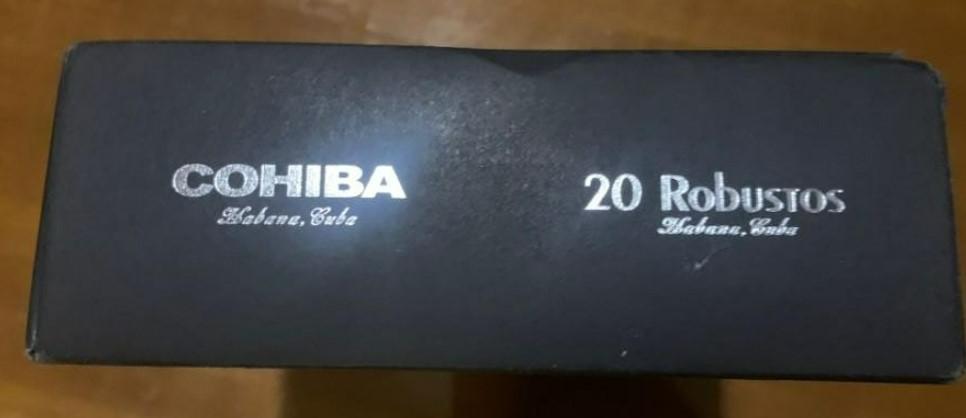 COHIBA
Habana, Cuba
20 Robustos
Habana, Cuba